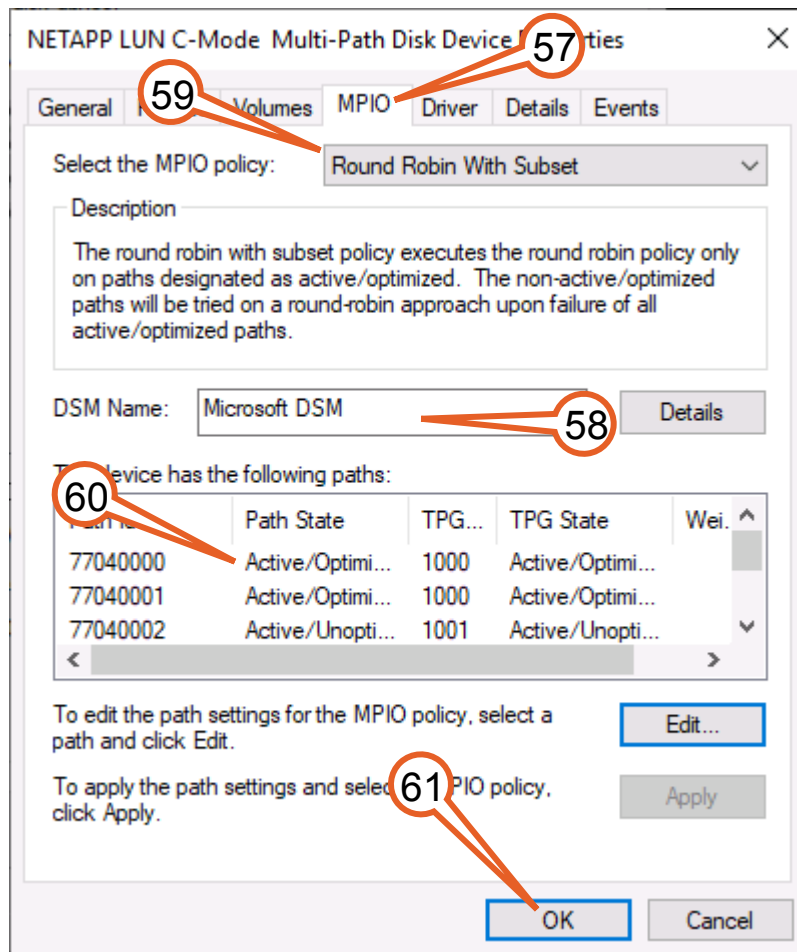 NETAPP LUN C-Mode Multi-Path Disk Device rties
57
59
General Volumes MPIO Driver Details Events
Select the MPIO policy: Round Robin With Subset
Description
The round robin with subset policy executes the round robin policy only
on paths designated as active/optimized. The non-active/optimized
paths will be tried on a round-robin approach upon failure of all
active/optimized paths.
DSM Name: Microsoft DSM 58 Details
device has the following paths:
60
Path State TPG... TPG State Wei.
77040000 Active/Optimi... 1000 Active/Optimi...
77040001 Active/Optimi... 1000 Active/Optimi...
77040002 Active/Unopti... 1001 Active/Unopti...
To edit the path settings for the MPIO policy, select a
path and click Edit.
Edit...
To apply the path settings and selec 61 PIO policy,
click Apply.
Apply
OK Cancel